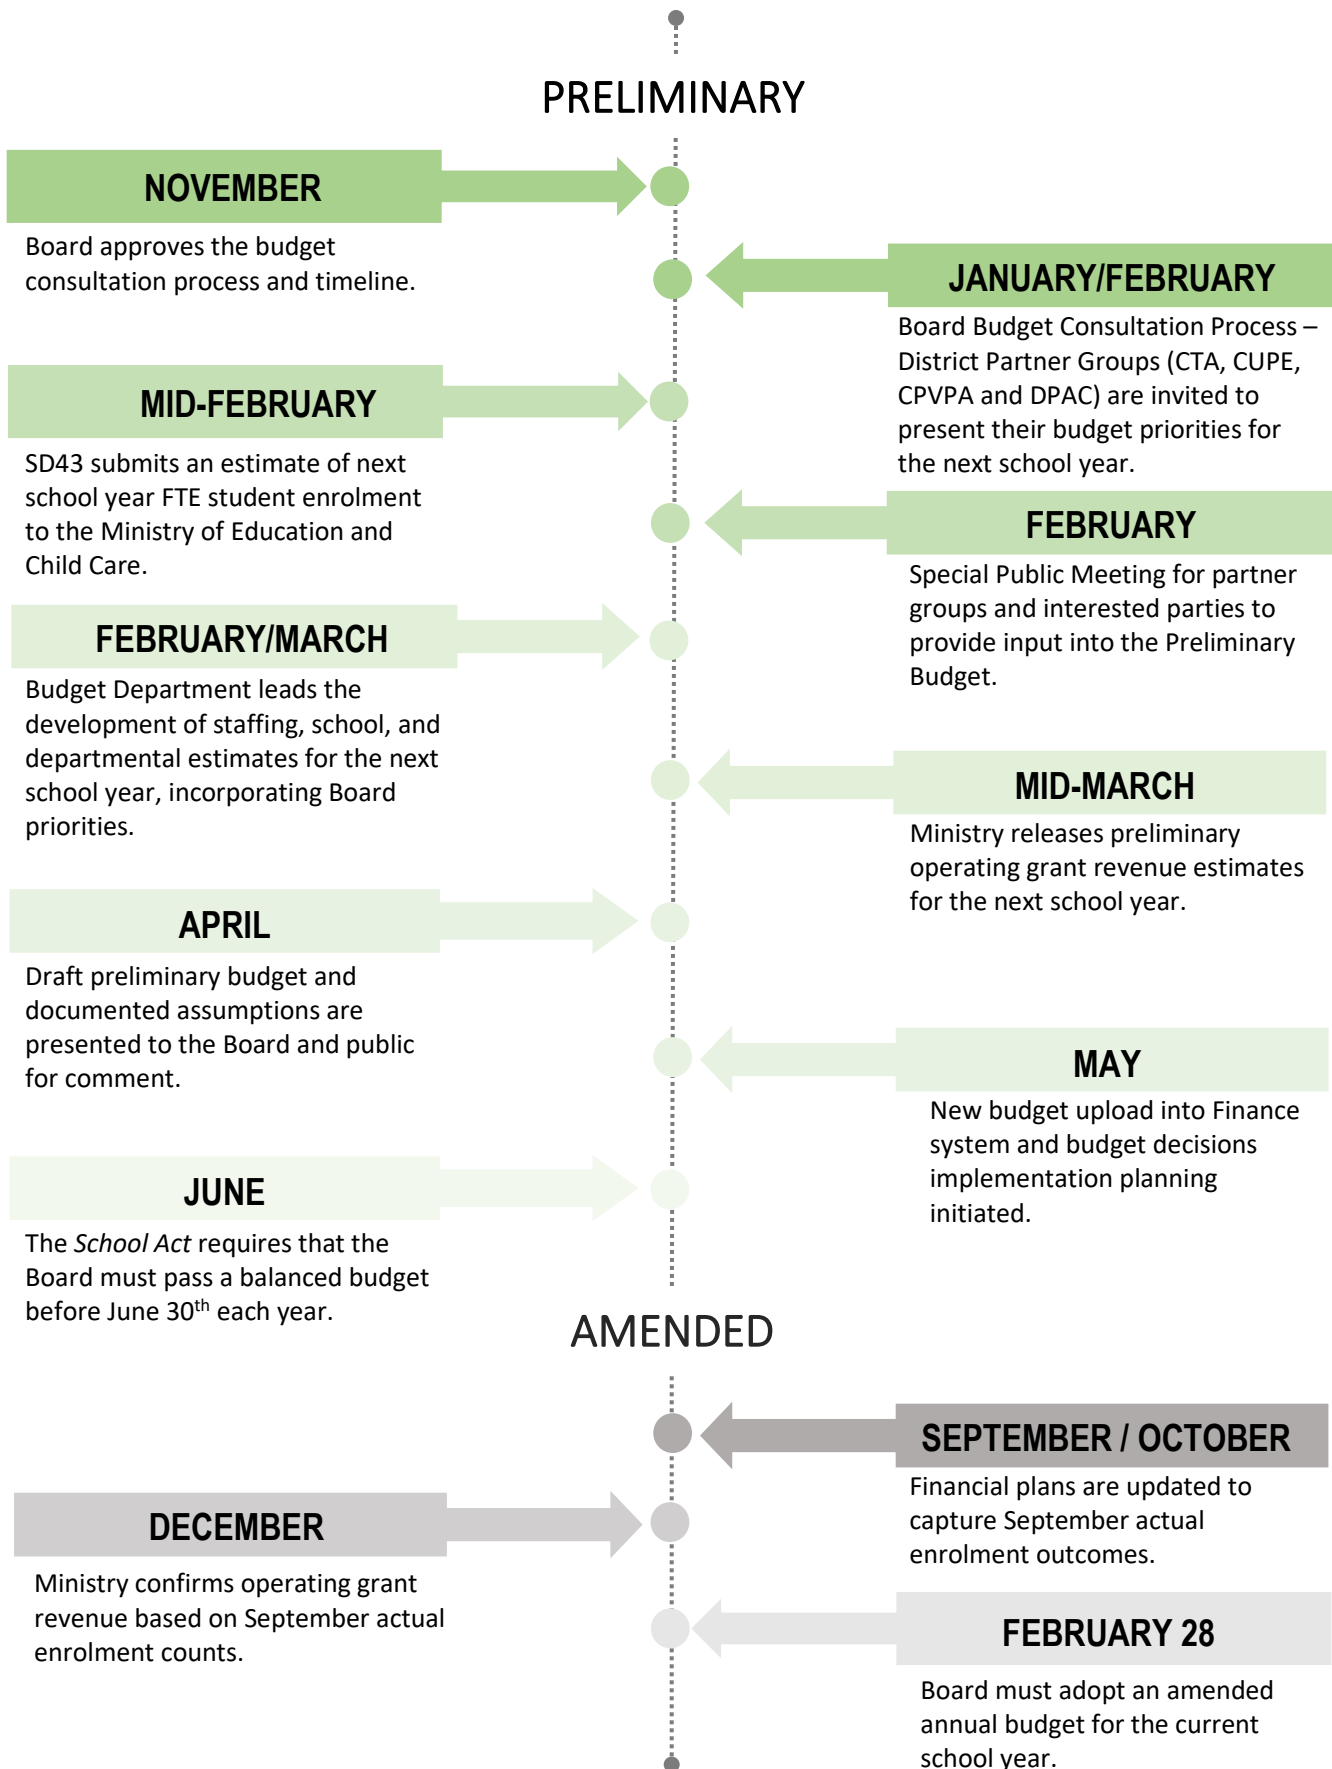 PRELIMINARY
NOVEMBER
Board approves the budget
consultation process and timeline.
JANUARY/FEBRUARY
Board Budget Consultation Process –
District Partner Groups (CTA, CUPE,
CPVPA and DPAC) are invited to
present their budget priorities for
the next school year.
MID-FEBRUARY
SD43 submits an estimate of next
school year FTE student enrolment
to the Ministry of Education and
Child Care.
FEBRUARY
Special Public Meeting for partner
groups and interested parties to
provide input into the Preliminary
Budget.
FEBRUARY/MARCH
Budget Department leads the
development of staffing, school, and
departmental estimates for the next
school year, incorporating Board
priorities.
MID-MARCH
Ministry releases preliminary
operating grant revenue estimates
for the next school year.
APRIL
Draft preliminary budget and
documented assumptions are
presented to the Board and public
for comment.
MAY
New budget upload into Finance
system and budget decisions
implementation planning
initiated.
JUNE
The School Act requires that the
Board must pass a balanced budget
before June 30th each year.
AMENDED
SEPTEMBER / OCTOBER
Financial plans are updated to
capture September actual
enrolment outcomes.
DECEMBER
Ministry confirms operating grant
revenue based on September actual
enrolment counts.
FEBRUARY 28
Board must adopt an amended
annual budget for the current
school year.